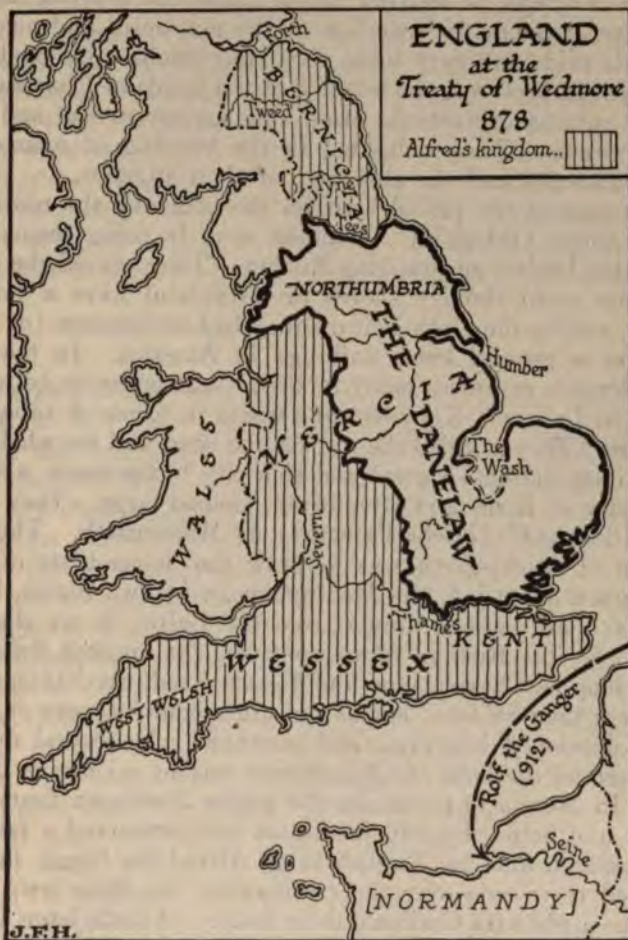 ENGLAND
at the
Treaty of Wedmore
878
Alfred's kingdom...
Forth
BERNICIA
Tweed
Tees
NORTHUMBRIA
THE DANELAW
Humber
MERCIA
The Wash
WALES
Severn
Thames
KENT
WESSEX
WEST WELSH
Rolf the Ganger
(912)
Seine
[NORMANDY]
J.F.H.